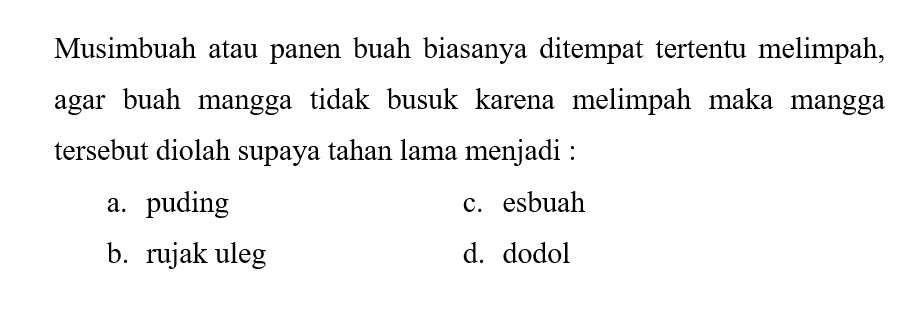 Musimbuah atau panen buah biasanya ditempat tertentu melimpah,
agar buah mangga tidak busuk karena melimpah maka mangga
tersebut diolah supaya tahan lama menjadi :
a. puding c. esbuah
b. rujak uleg d. dodol